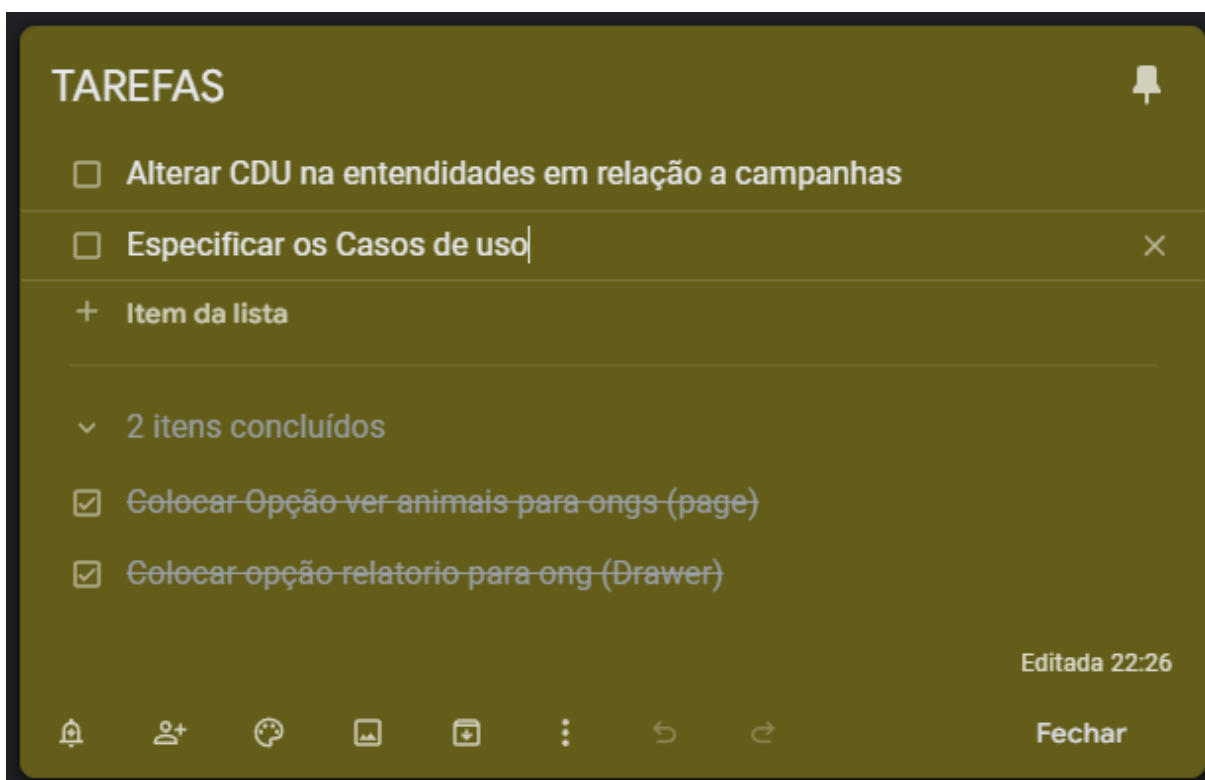 TAREFAS
Alterar CDU na entendidades em relação a campanhas
Especificar os Casos de uso
Item da lista
2 itens concluídos
Colocar Opção ver animais para ongs (page)
Colocar opção relatorio para ong (Drawer)
Editada 22:26
Fechar